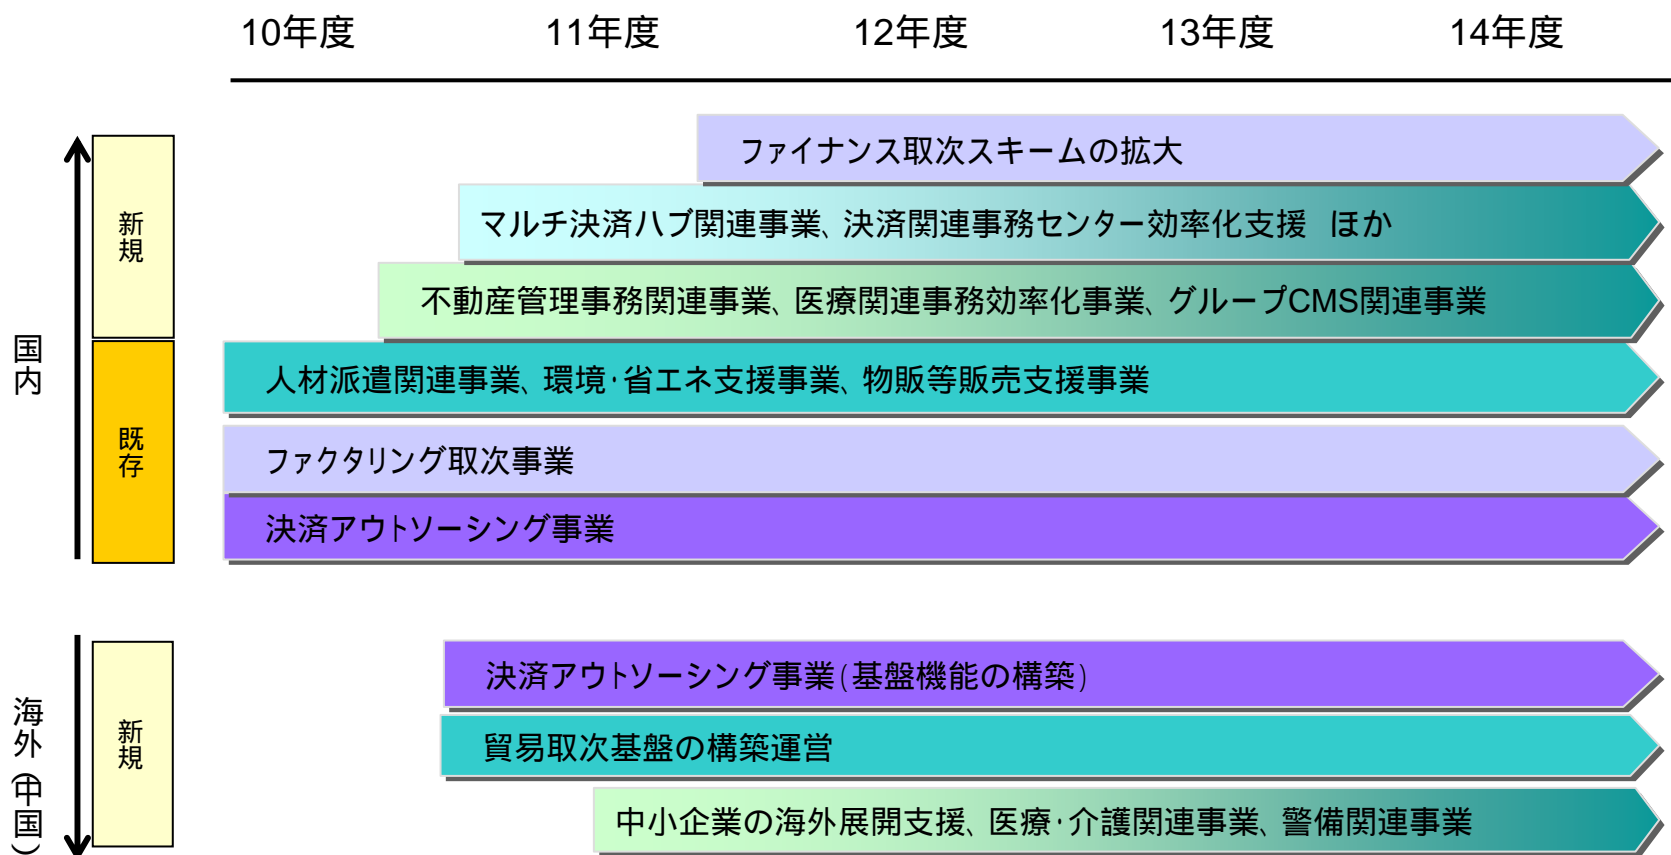 10年度 11年度 12年度 13年度 14年度
国内
新規
ファイナンス取次スキームの拡大
マルチ決済ハブ関連事業、決済関連事務センター効率化支援　ほか
不動産管理事務関連事業、医療関連事務効率化事業、グループCMS関連事業
既存
人材派遣関連事業、環境・省エネ支援事業、物販等販売支援事業
ファクタリング取次事業
決済アウトソーシング事業
海外（中国）
新規
決済アウトソーシング事業（基盤機能の構築）
貿易取次基盤の構築運営
中小企業の海外展開支援、医療・介護関連事業、警備関連事業